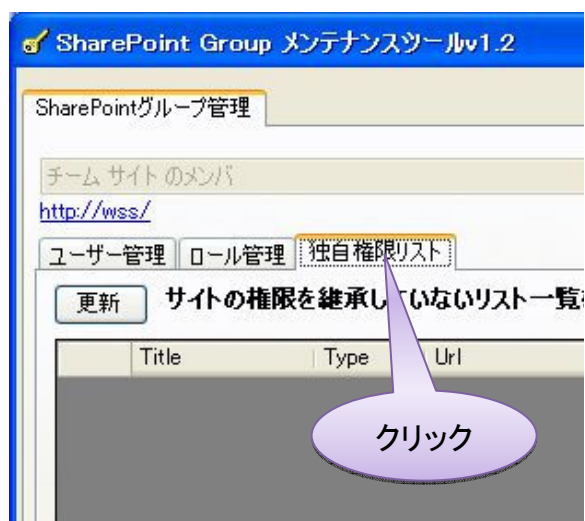 SharePoint Group メンテナンスツールv1.2
SharePointグループ管理
チーム サイト のメンバ
http://wss/
ユーザー管理 ロール管理 独自権限リスト
更新 サイトの権限を継承していないリスト一覧を
Title Type Url
クリック